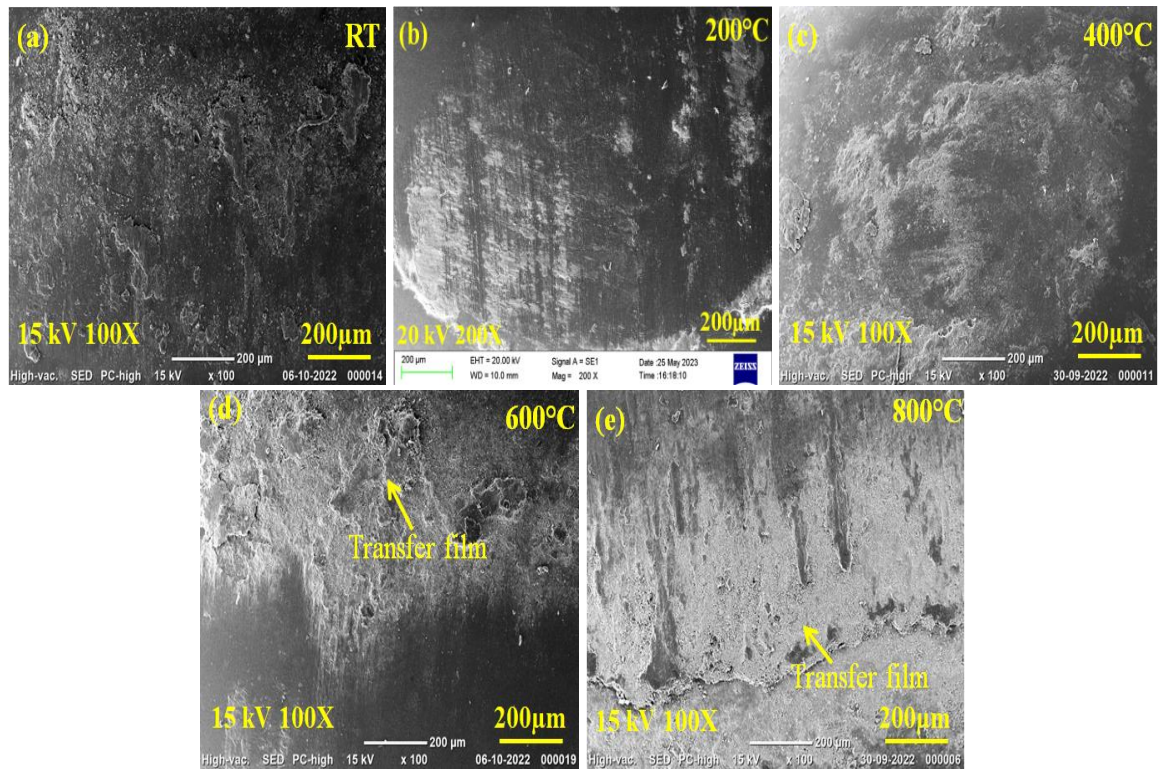 (a) RT
15 kV 100X 200µm
200 µm
High-vac. SED PC-high 15 kV x 100 06-10-2022 000014
(b) 200°C
20 kV 200X 200µm
200 µm EHT = 20.00 kV Signal A = SE1 Date :25 May 2023
WD = 10.0 mm Mag = 200 X Time :16:18:10
ZEISS
(c) 400°C
15 kV 100X 200µm
200 µm
High-vac. SED PC-high 15 kV x 100 30-09-2022 000011
(d) 600°C
Transfer film
15 kV 100X 200µm
200 µm
High-vac. SED PC-high 15 kV x 100 06-10-2022 000019
(e) 800°C
Transfer film
15 kV 100X 200µm
200 µm
High-vac. SED PC-high 15 kV x 100 30-09-2022 000006